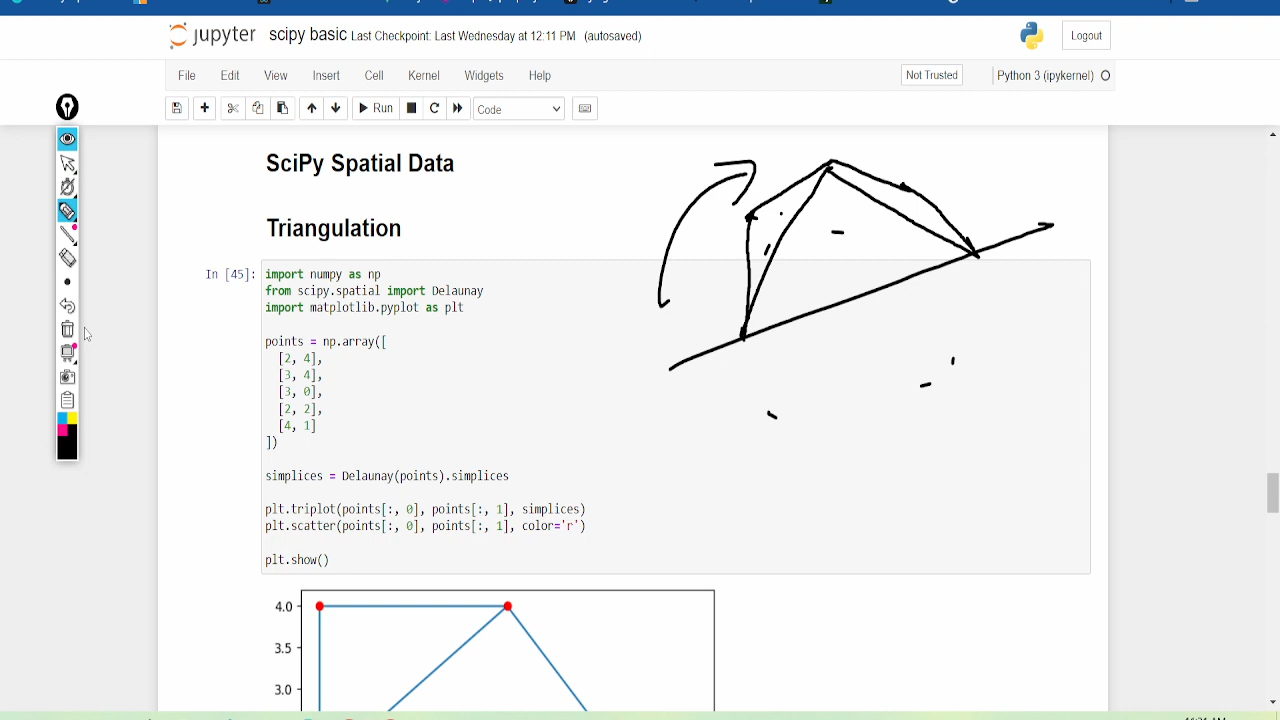 jupyter scipy basic Last Checkpoint: Last Wednesday at 12:11 PM (autosaved)
Logout
File Edit View Insert Cell Kernel Widgets Help
Not Trusted
Python 3 (ipykernel)
Run
Code
SciPy Spatial Data
Triangulation
In [45]:
import numpy as np
from scipy.spatial import Delaunay
import matplotlib.pyplot as plt
points = np.array([
[2, 4],
[3, 4],
[3, 0],
[2, 2],
[4, 1]
])
simplices = Delaunay(points).simplices
plt.triplot(points[:, 0], points[:, 1], simplices)
plt.scatter(points[:, 0], points[:, 1], color='r')
plt.show()
4.0
3.5
3.0